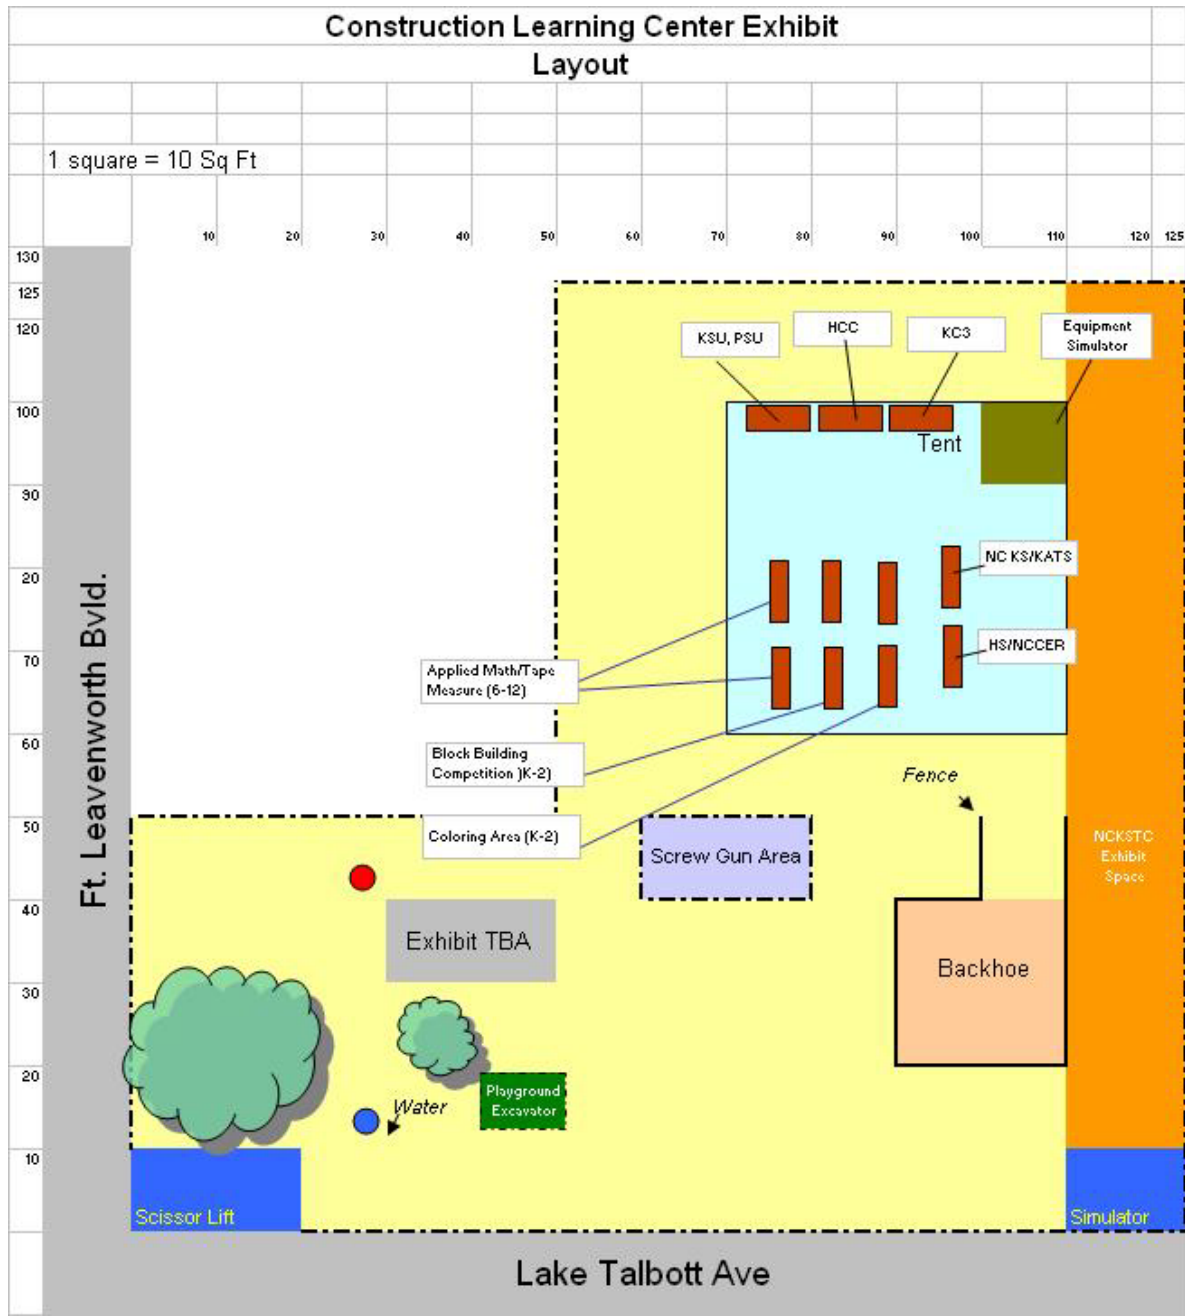 Construction Learning Center Exhibit
Layout
1 square = 10 Sq Ft
10 20 30 40 50 60 70 80 90 100 110 120 125
130
125
120
100
90
20
70
60
50
40
30
20
10
KSU, PSU
HCC
KC3
Equipment
Simulator
Tent
NC KS/KATS
HS/NCCER
Applied Math/Tape
Measure (6-12)
Block Building
Competition )K-2)
Coloring Area (K-2)
Fence
Screw Gun Area
NCKSTC
Exhibit
Space
Ft. Leavenworth Bvld.
Exhibit TBA
Backhoe
Playground
Excavator
Water
Scissor Lift
Simulator
Lake Talbott Ave